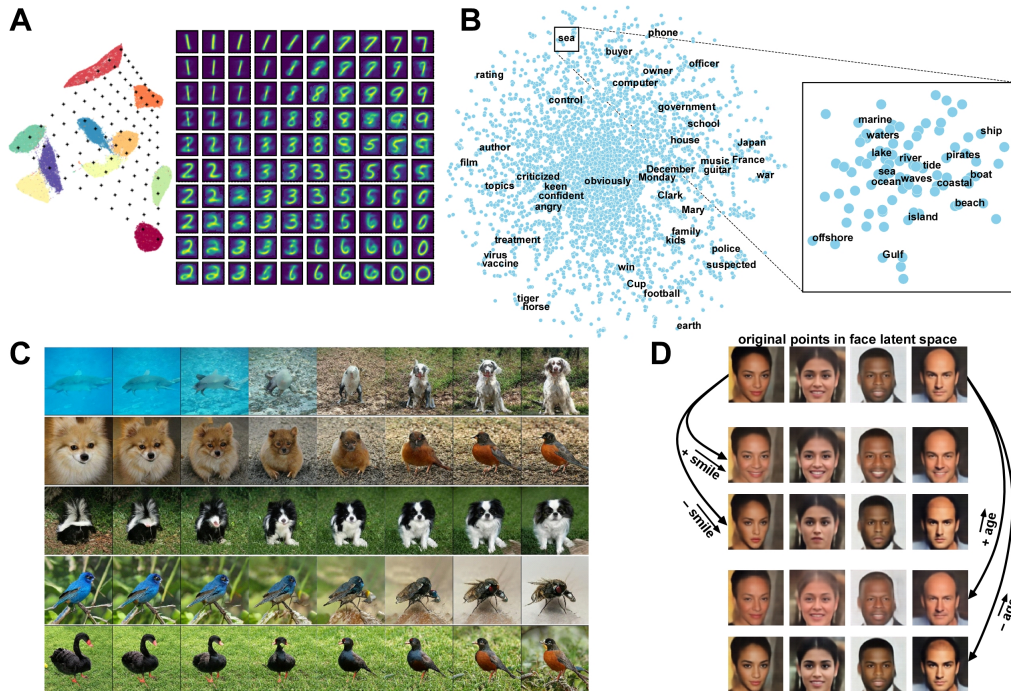 A
B
sea
phone
buyer
rating
owner
officer
computer
control
government
school
author
house
Japan
film
music
France
December
guitar
criticized
Monday
war
topics
keen
obviously
confident
Clark
angry
Mary
family
treatment
kids
police
virus
suspected
vaccine
win
Cup
tiger
football
horse
earth
marine
ship
waters
lake
river
pirates
tide
sea
boat
waves
ocean
coastal
beach
island
offshore
Gulf
C
D
original points in face latent space
+ smile
− smile
+ age
− age